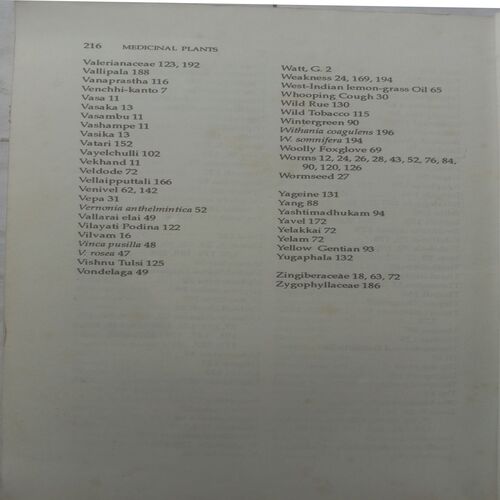 216 MEDICINAL PLANTS
Valerianaceae 123, 192
Vallipala 188
Vanaprastha 116
Venchhi-kanto 7
Vasa 11
Vasaka 13
Vasambu 11
Vashampe 11
Vasika 13
Vatari 152
Vayelchulli 102
Vekhand 11
Veldode 72
Vellaipputtali 166
Venivel 62, 142
Vepa 31
Vernonia anthelmintica 52
Vallarai elai 49
Vilayati Podina 122
Vilvam 16
Vinca pusilla 48
V. rosea 47
Vishnu Tulsi 125
Vondelaga 49
Watt, G. 2
Weakness 24, 169, 194
West-Indian lemon-grass Oil 65
Whooping Cough 30
Wild Rue 130
Wild Tobacco 115
Wintergreen 90
Withania coagulens 196
W. somnifera 194
Woolly Foxglove 69
Worms 12, 24, 26, 28, 43, 52, 76, 84,
90, 120, 126
Wormseed 27
Yageine 131
Yang 88
Yashtimadhukam 94
Yavel 172
Yelakkai 72
Yelam 72
Yellow Gentian 93
Yugaphala 132
Zingiberaceae 18, 63, 72
Zygophyllaceae 186